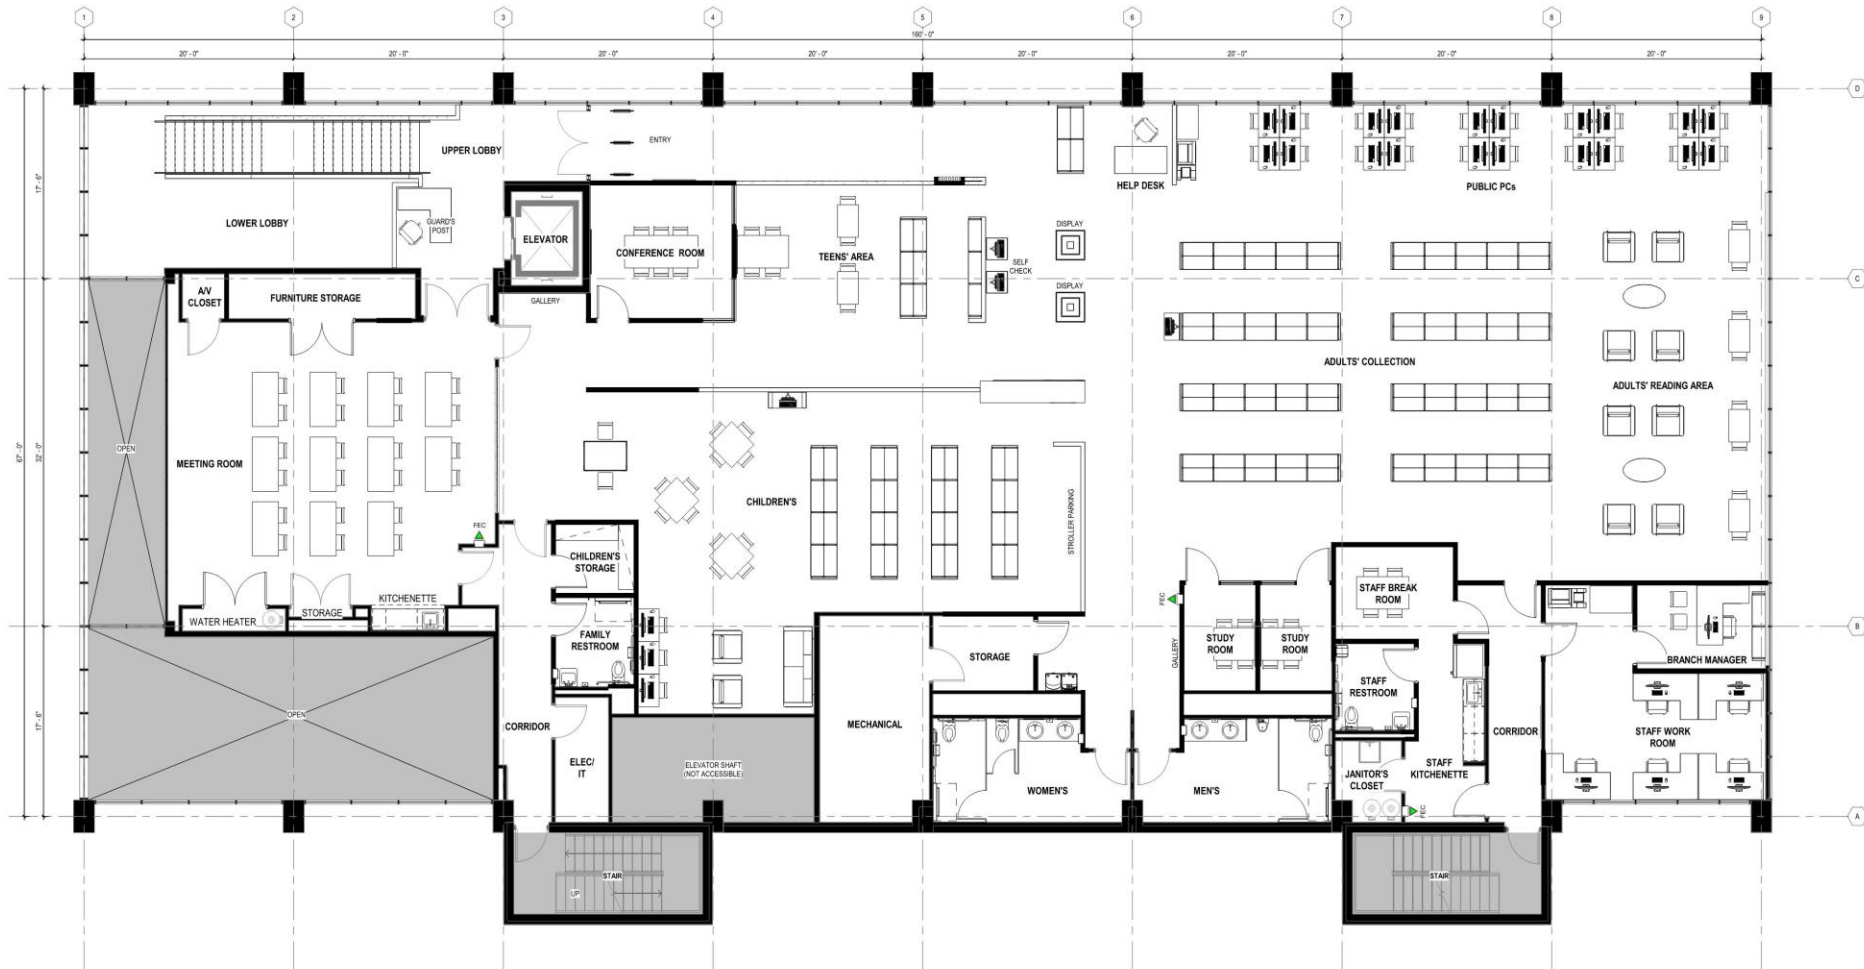 1 2 3 4 5 6 7 8 9
160' - 0"
20' - 0" 20' - 0" 20' - 0" 20' - 0" 20' - 0" 20' - 0" 20' - 0" 20' - 0"
D
17' - 6"
UPPER LOBBY
ENTRY
HELP DESK
PUBLIC PCs
LOWER LOBBY
GUARD'S
POST
ELEVATOR
CONFERENCE ROOM
TEENS' AREA
SELF
CHECK
DISPLAY
DISPLAY
C
A/V
CLOSET
FURNITURE STORAGE
GALLERY
ADULTS' COLLECTION
ADULTS' READING AREA
67' - 0"
32' - 0"
OPEN
MEETING ROOM
CHILDREN'S
STROLLER PARKING
FEC
CHILDREN'S
STORAGE
WATER HEATER
STORAGE
KITCHENETTE
FAMILY
RESTROOM
STORAGE
FEC
GALLERY
STUDY
ROOM
STUDY
ROOM
STAFF BREAK
ROOM
B
BRANCH MANAGER
STAFF
RESTROOM
17' - 6"
OPEN
CORRIDOR
ELEC/
IT
ELEVATOR SHAFT
(NOT ACCESSIBLE)
MECHANICAL
WOMEN'S
MEN'S
JANITOR'S
CLOSET
STAFF
KITCHENETTE
FEC
CORRIDOR
STAFF WORK
ROOM
A
STAIR
UP
STAIR